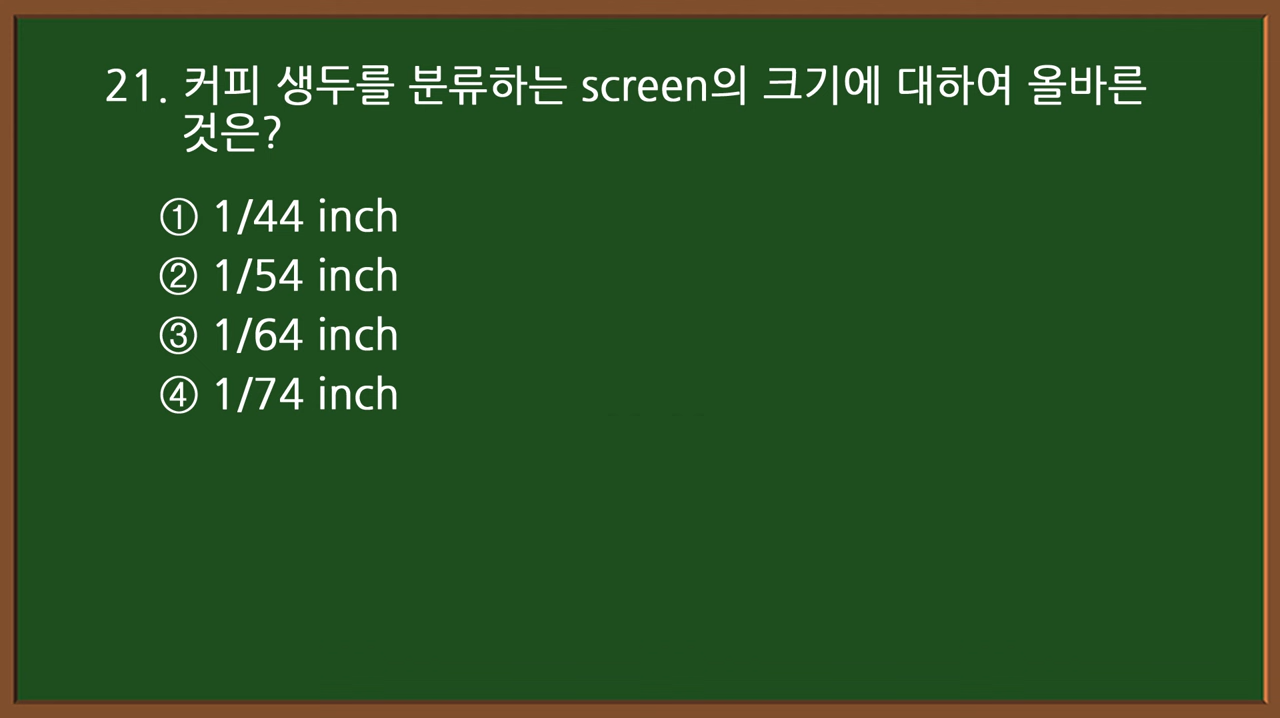 21. 커피 생두를 분류하는 screen의 크기에 대하여 올바른
것은?
① 1/44 inch
② 1/54 inch
③ 1/64 inch
④ 1/74 inch